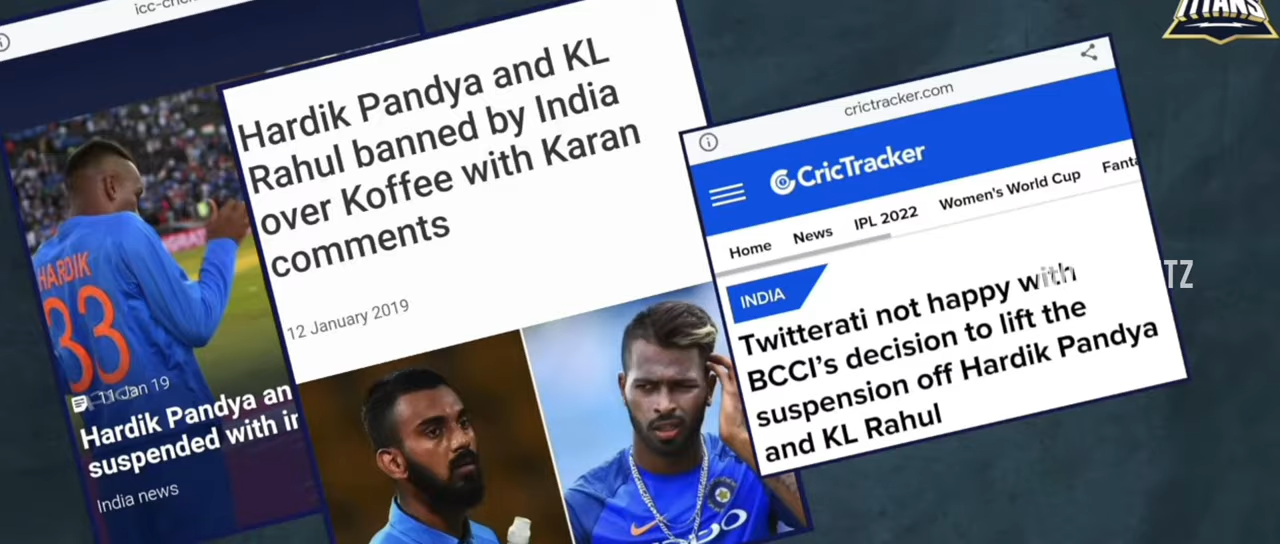 icc-cric
TITANS
Hardik Pandya and KL
Rahul banned by India
over Koffee with Karan
comments
12 January 2019
HARDIK
33
11 Jan 19
Hardik Pandya an
suspended with
India news
crictracker.com
CricTracker
Home News IPL 2022 Women's World Cup Fanta
INDIA
Twitterati not happy with
BCCI's decision to lift the
suspension off Hardik Pandya
and KL Rahul
TZ